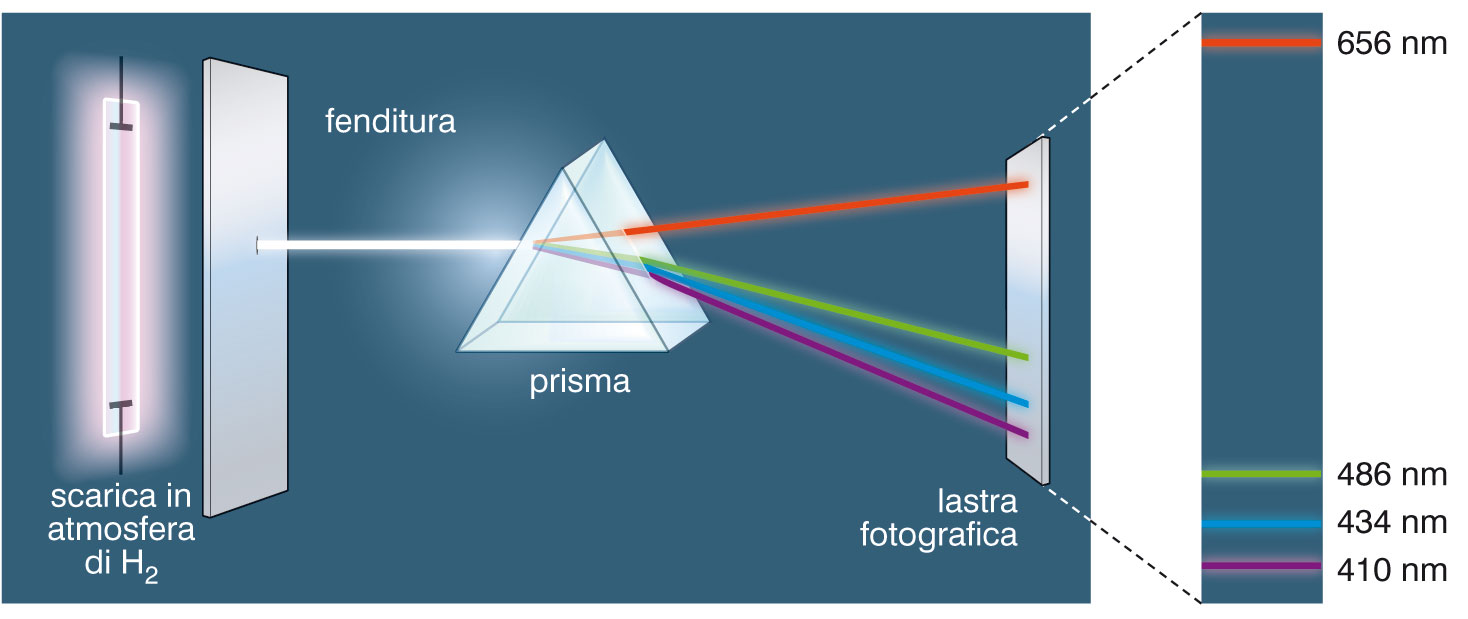 fenditura
prisma
scarica in
atmosfera
di H₂
lastra
fotografica
656 nm
486 nm
434 nm
410 nm